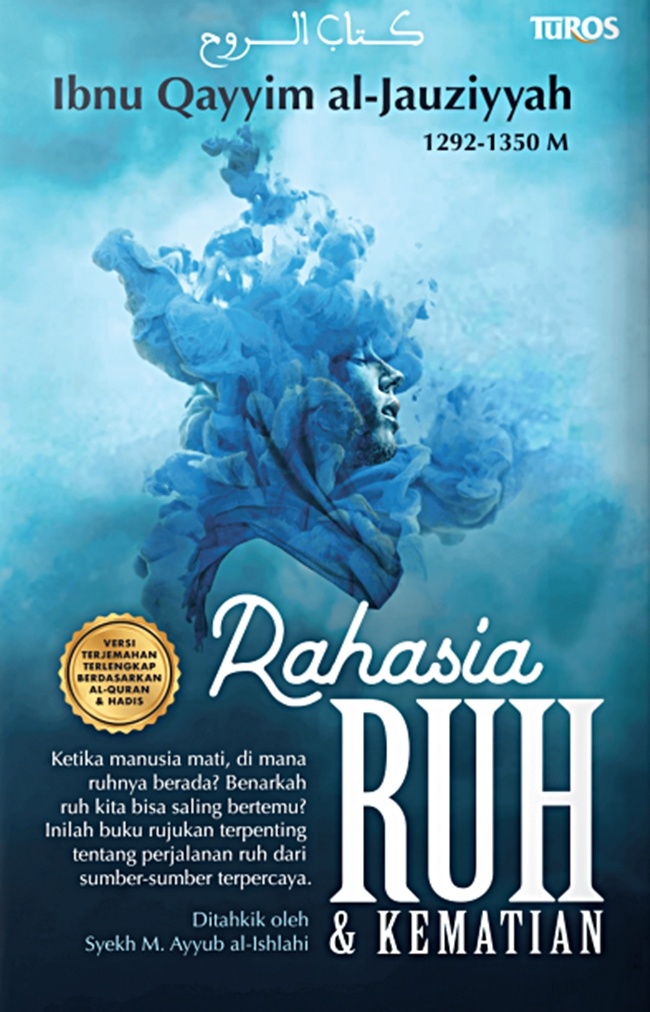 كتاب الروح
TUROS
Ibnu Qayyim al-Jauziyyah
1292-1350 M
VERSI
TERJEMAHAN
TERLENGKAP
BERDASARKAN
AL-QURAN
& HADIS
Rahasia
RUH
& KEMATIAN
Ketika manusia mati, di mana
ruhnya berada? Benarkah
ruh kita bisa saling bertemu?
Inilah buku rujukan terpenting
tentang perjalanan ruh dari
sumber-sumber terpercaya.
Ditahkik oleh
Syekh M. Ayyub al-Ishlahi